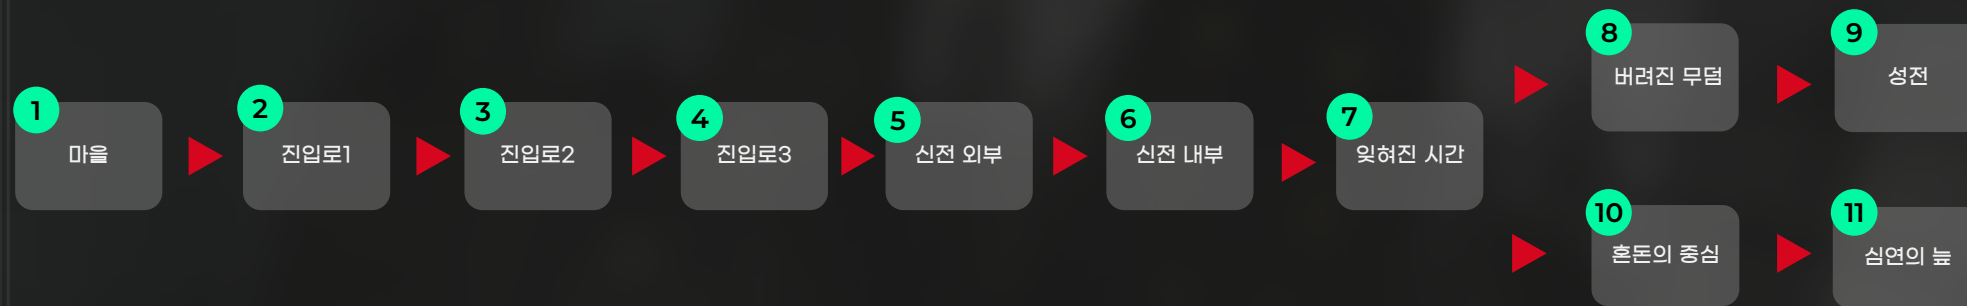 1
마을
2
진입로1
3
진입로2
4
진입로3
5
신전 외부
6
신전 내부
7
잊혀진 시간
8
버려진 무덤
9
성전
10
혼돈의 중심
11
심연의 늪